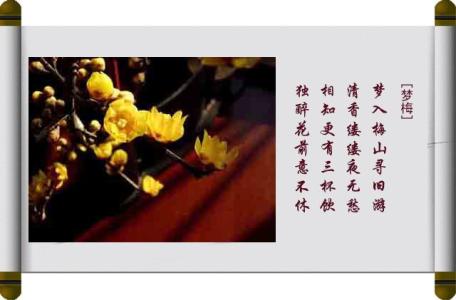 [梦梅]
梦入梅山寻旧游
清香缕缕夜无愁
相知更有三杯饮
独醉花前意不休